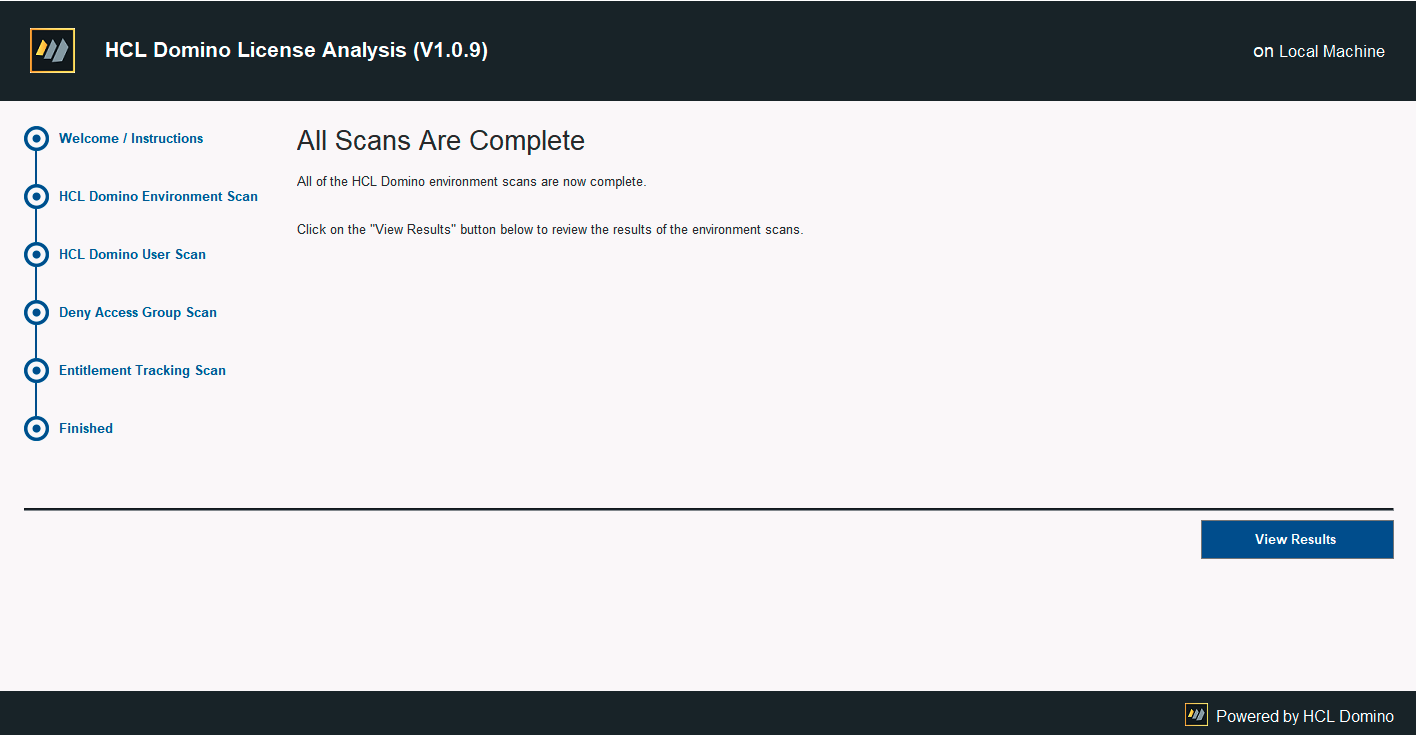 HCL Domino License Analysis (V1.0.9)
on Local Machine
Welcome / Instructions
HCL Domino Environment Scan
HCL Domino User Scan
Deny Access Group Scan
Entitlement Tracking Scan
Finished
All Scans Are Complete
All of the HCL Domino environment scans are now complete.
Click on the "View Results" button below to review the results of the environment scans.
View Results
Powered by HCL Domino